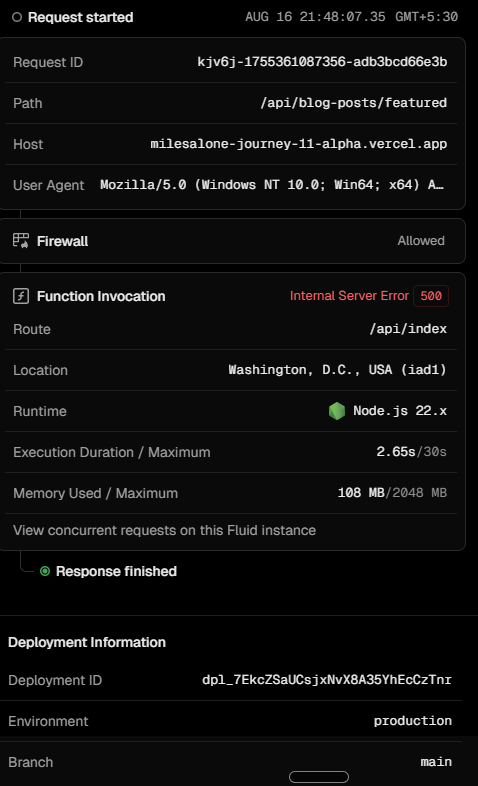 Request started AUG 16 21:48:07.35 GMT+5:30
Request ID kjv6j-1755361087356-adb3bcd66e3b
Path /api/blog-posts/featured
Host milesalone-journey-11-alpha.vercel.app
User Agent Mozilla/5.0 (Windows NT 10.0; Win64; x64) A…
Firewall Allowed
Function Invocation Internal Server Error 500
Route /api/index
Location Washington, D.C., USA (iad1)
Runtime Node.js 22.x
Execution Duration / Maximum 2.65s/30s
Memory Used / Maximum 108 MB/2048 MB
View concurrent requests on this Fluid instance
Response finished
Deployment Information
Deployment ID dpl_7EkcZSaUCsjxNvX8A35YhEcCzTnr
Environment production
Branch main